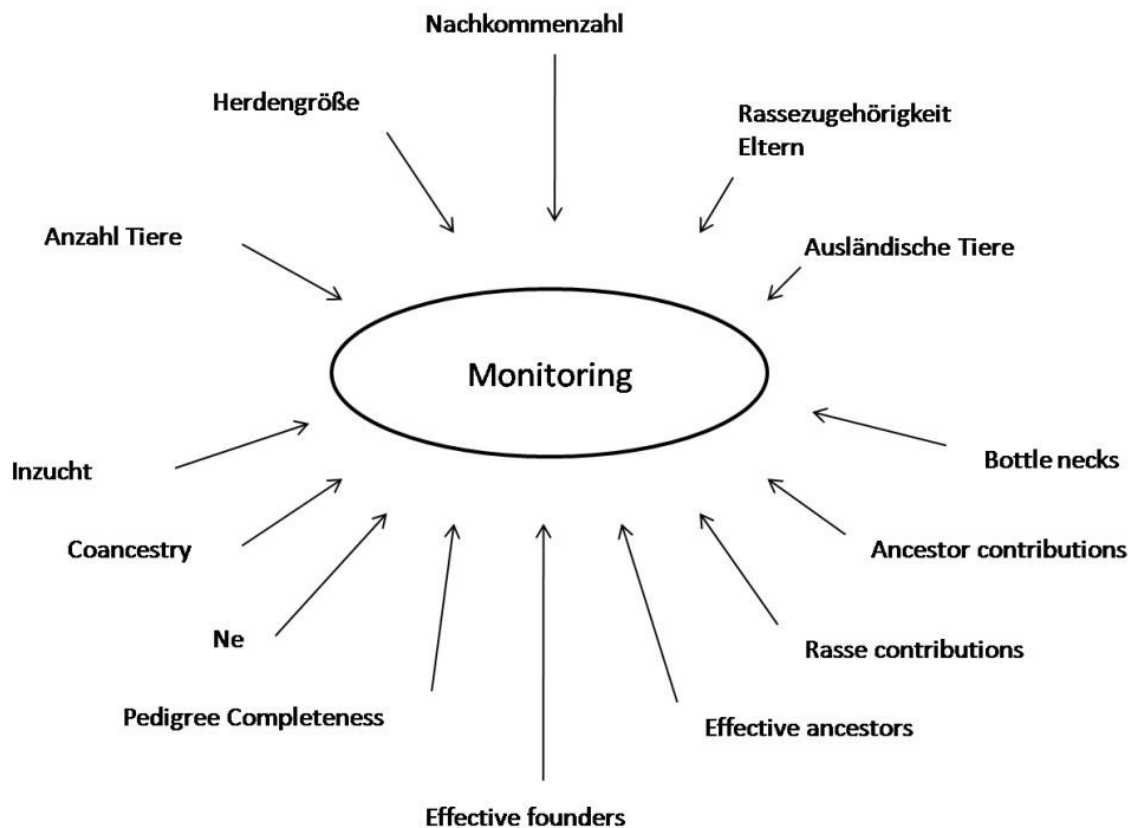 Nachkommenzahl
Herdengröße
Rassezugehörigkeit
Eltern
Anzahl Tiere
Ausländische Tiere
Monitoring
Inzucht
Bottle necks
Coancestry
Ancestor contributions
Ne
Rasse contributions
Pedigree Completeness
Effective ancestors
Effective founders